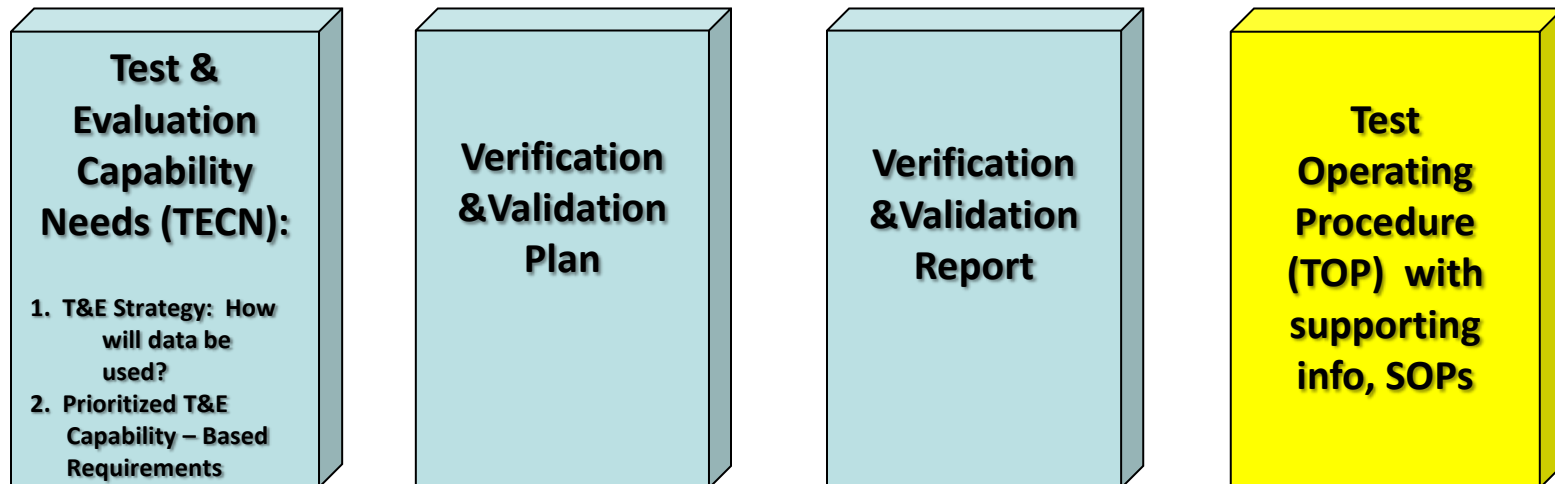 Test &
Evaluation
Capability
Needs (TECN):
1. T&E Strategy: How
will data be
used?
2. Prioritized T&E
Capability – Based
Requirements
Verification
&Validation
Plan
Verification
&Validation
Report
Test
Operating
Procedure
(TOP) with
supporting
info, SOPs